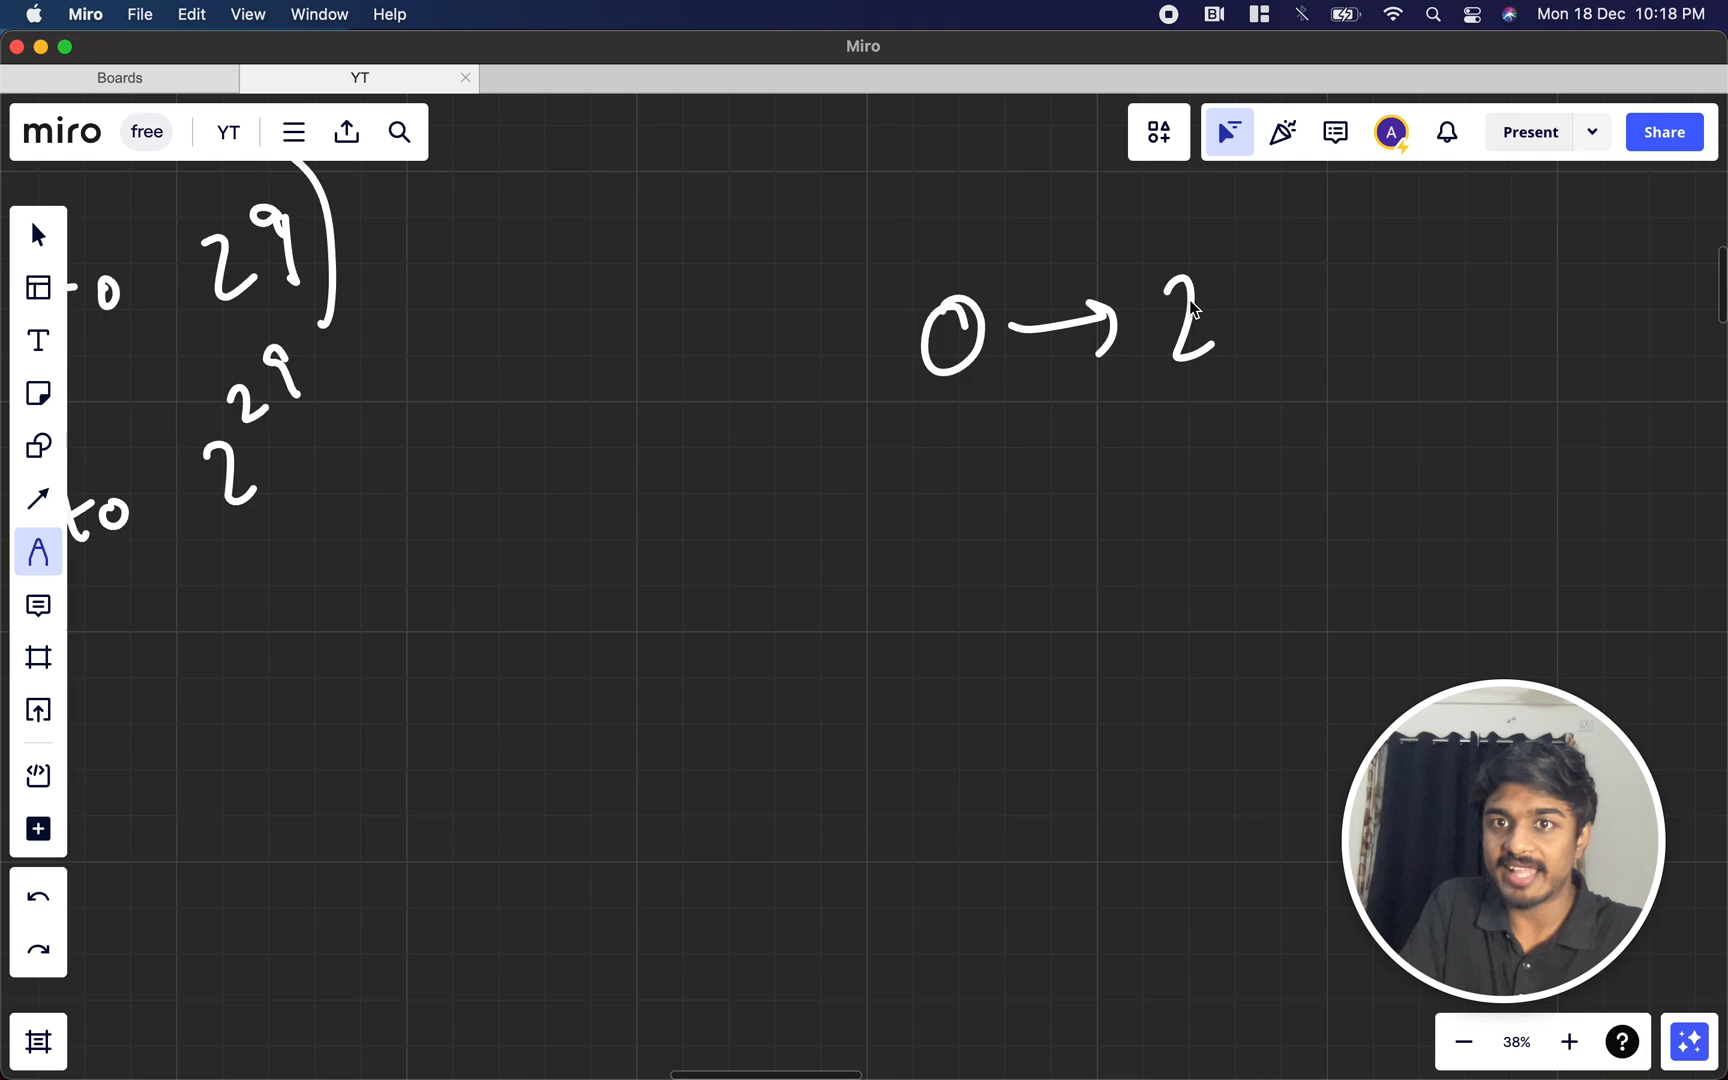 Miro File Edit View Window Help Mon 18 Dec 10:18 PM
Miro
Boards YT
miro free YT A Present Share
2⁹
0
2⁹
2
0
0 → 2
38%